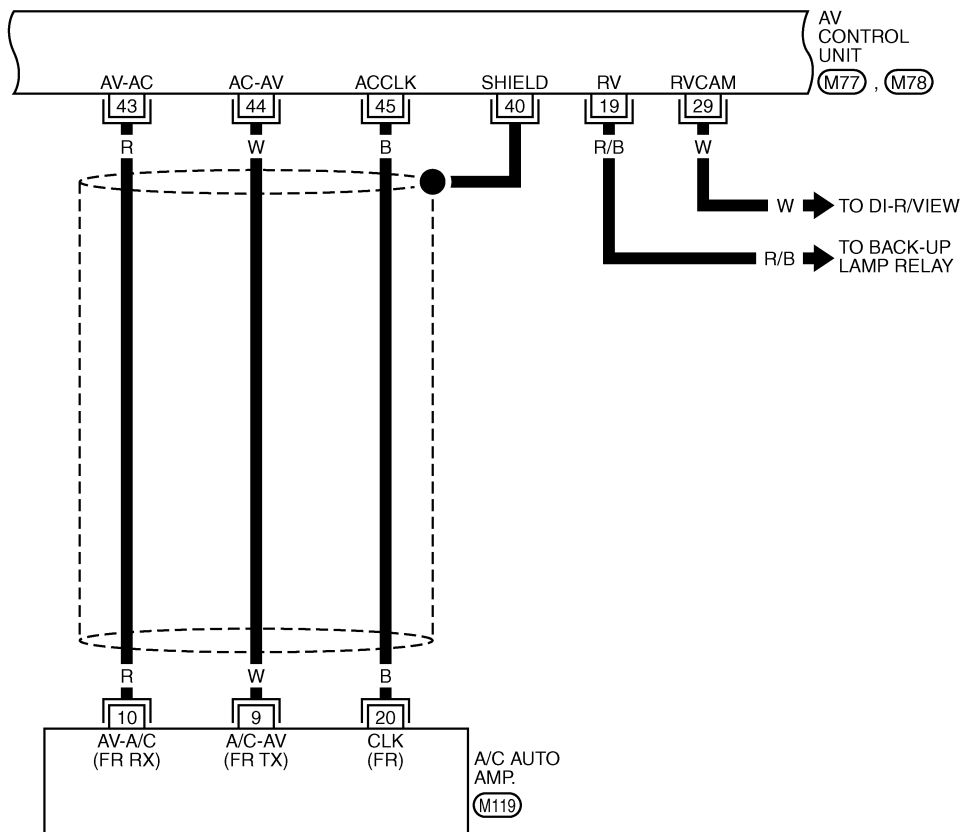 AV
CONTROL
UNIT
M77 , M78
AV-AC AC-AV ACCLK SHIELD RV RVCAM
43 44 45 40 19 29
R W B R/B W
W TO DI-R/VIEW
R/B TO BACK-UP
LAMP RELAY
R W B
10 9 20
AV-A/C A/C-AV CLK
(FR RX) (FR TX) (FR)
A/C AUTO
AMP.
M119